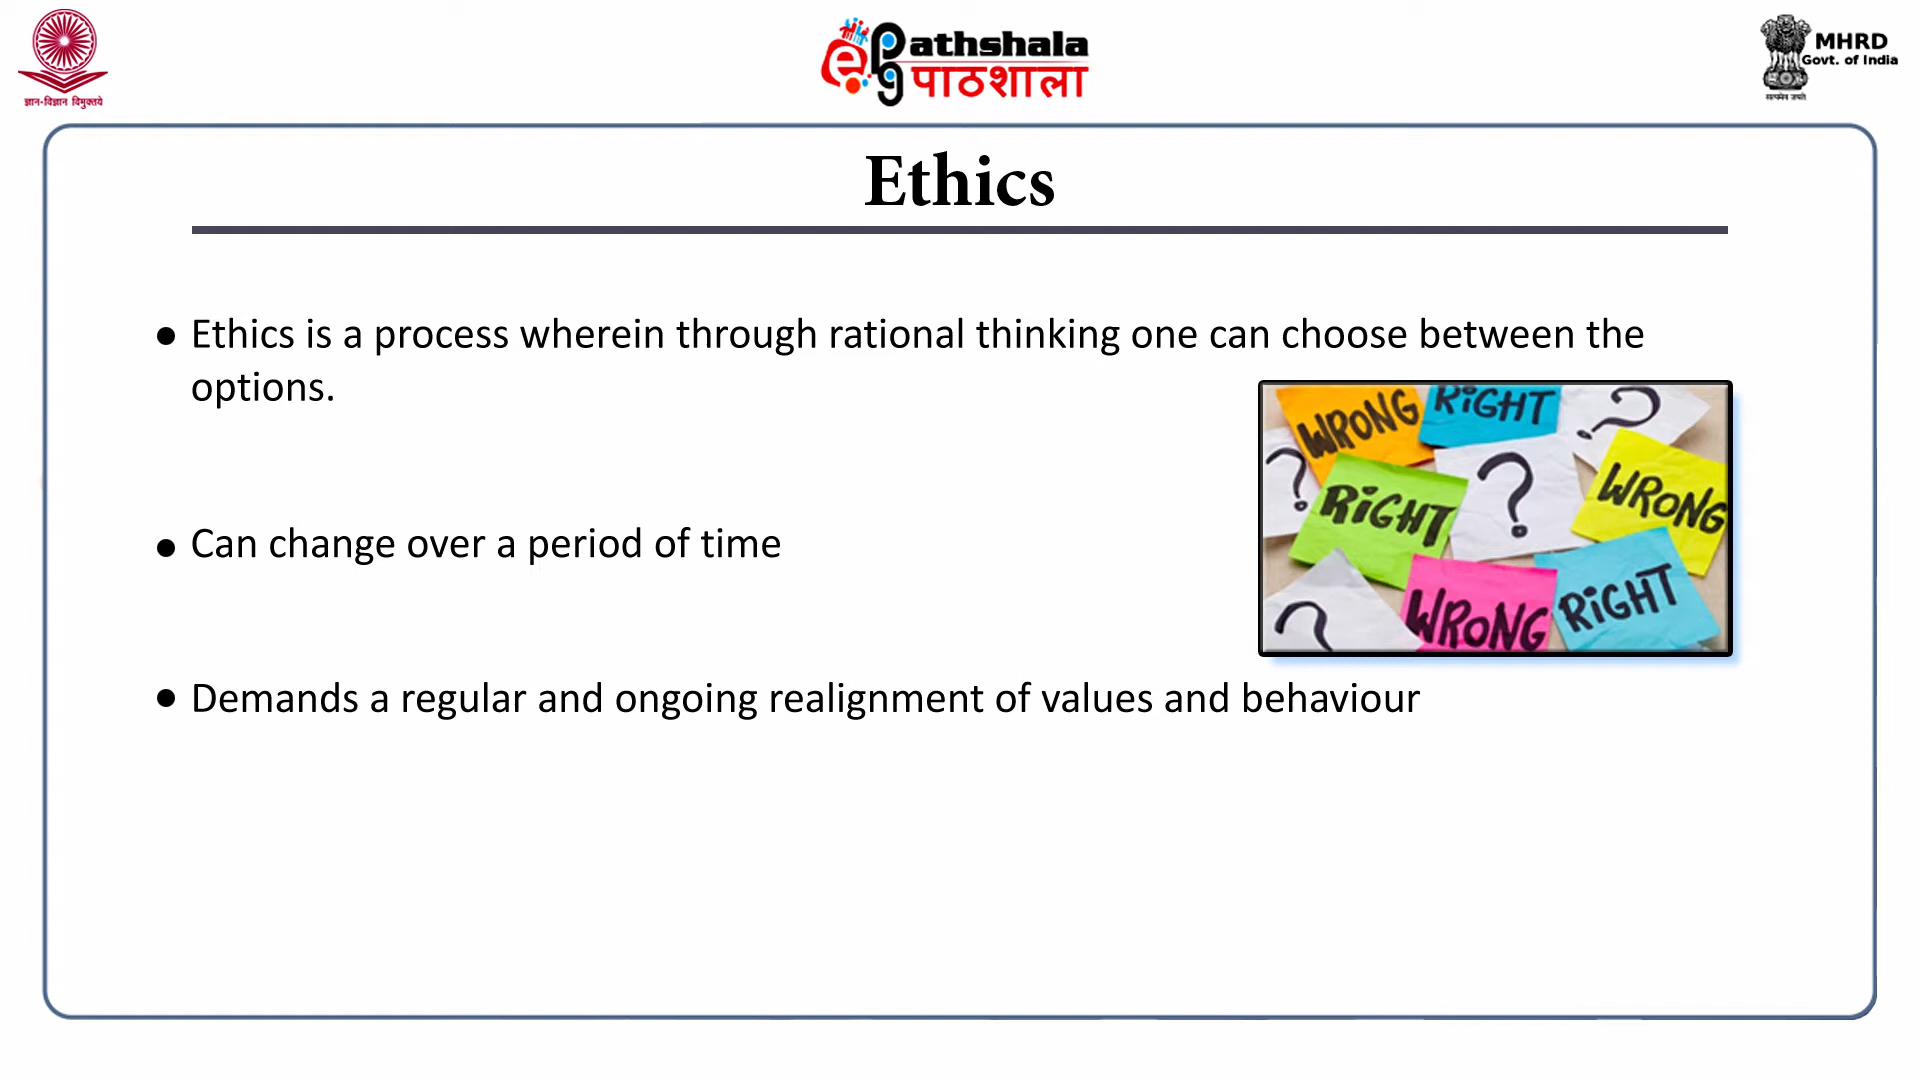 ज्ञान-विज्ञान विमुक्तये
e PG Pathshala
पाठशाला
MHRD
Govt. of India
सत्यमेव जयते
Ethics
● Ethics is a process wherein through rational thinking one can choose between the
options.
WRONG RiGHT ?
? RiGHT ? WRONG
? WRONG RiGHT
● Can change over a period of time
● Demands a regular and ongoing realignment of values and behaviour